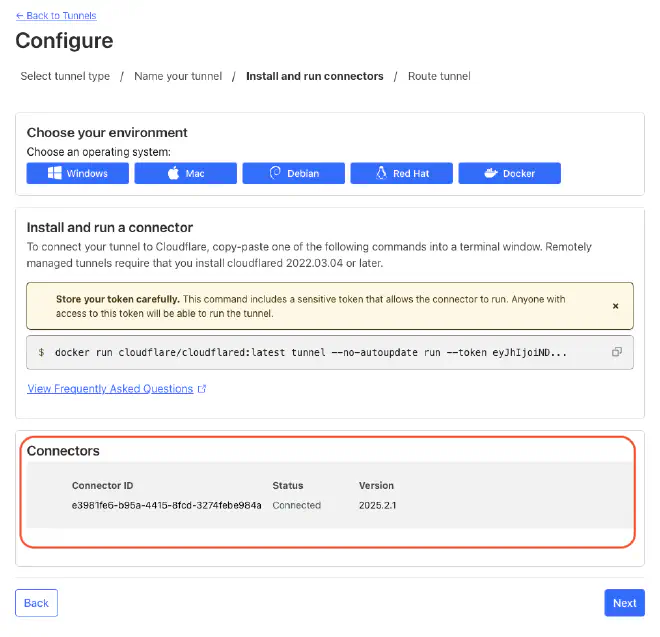 ← Back to Tunnels
Configure
Select tunnel type / Name your tunnel / Install and run connectors / Route tunnel
Choose your environment
Choose an operating system:
Windows Mac Debian Red Hat Docker
Install and run a connector
To connect your tunnel to Cloudflare, copy-paste one of the following commands into a terminal window. Remotely
managed tunnels require that you install cloudflared 2022.03.04 or later.
Store your token carefully. This command includes a sensitive token that allows the connector to run. Anyone with
access to this token will be able to run the tunnel.
$ docker run cloudflare/cloudflared:latest tunnel --no-autoupdate run --token eyJhIjoiND...
View Frequently Asked Questions
Connectors
Connector ID Status Version
e3981fe6-b95a-4415-8fcd-3274febe984a Connected 2025.2.1
Back Next